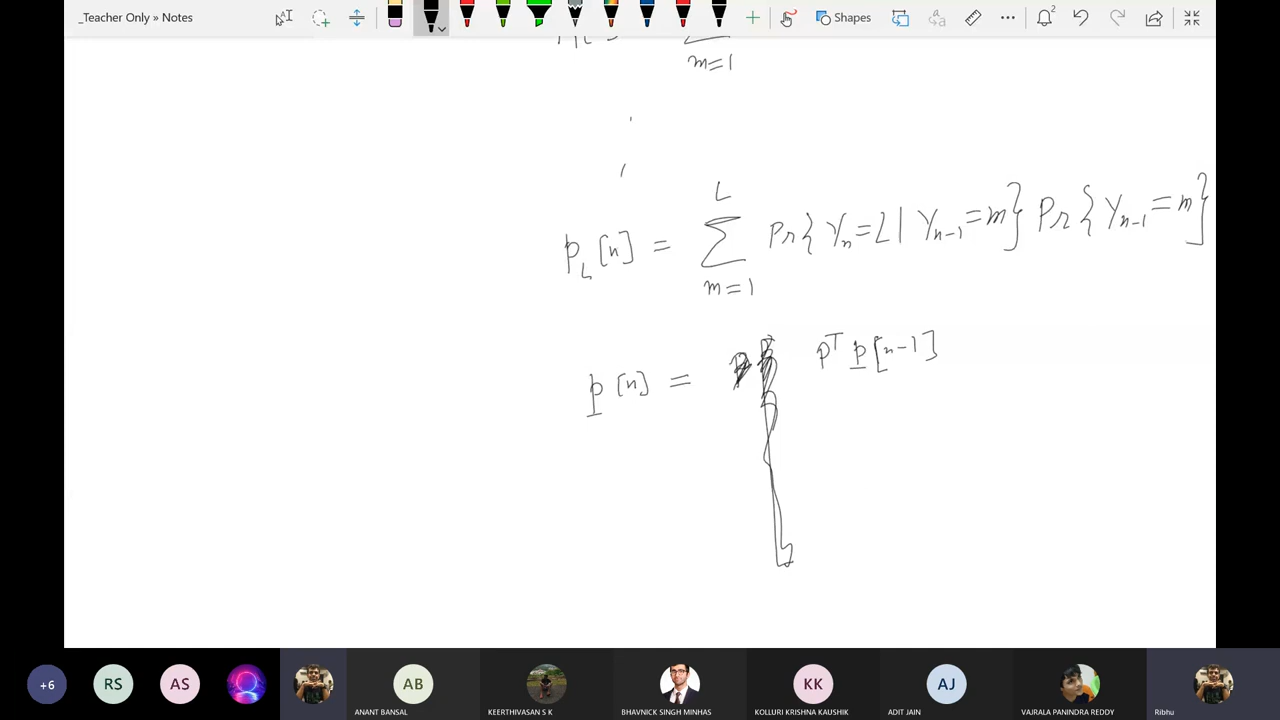 _Teacher Only » Notes
Shapes
2
m=1
L
p_L [n] = Σ Pr{ Y_n = L | Y_{n-1} = m } Pr{ Y_{n-1} = m }
m=1
p [n] = P^T p [n-1]
+6
RS
AS
AB
KK
AJ
ANANT BANSAL
KEERTHIVASAN S K
BHAVNICK SINGH MINHAS
KOLLURI KRISHNA KAUSHIK
ADIT JAIN
VAJRALA PANINDRA REDDY
Ribhu